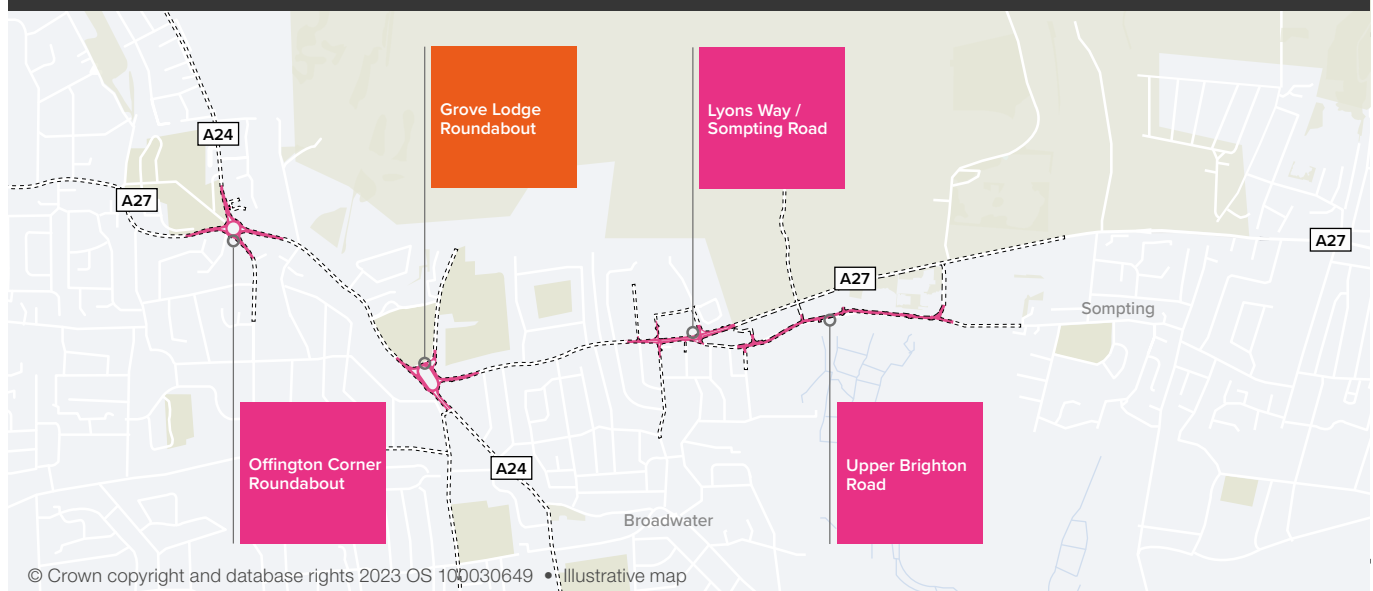 Grove Lodge
Roundabout
Lyons Way /
Sompting Road
A24
A27
A27
A27
Sompting
Offington Corner
Roundabout
A24
Upper Brighton
Road
Broadwater
© Crown copyright and database rights 2023 OS 100030649 • Illustrative map